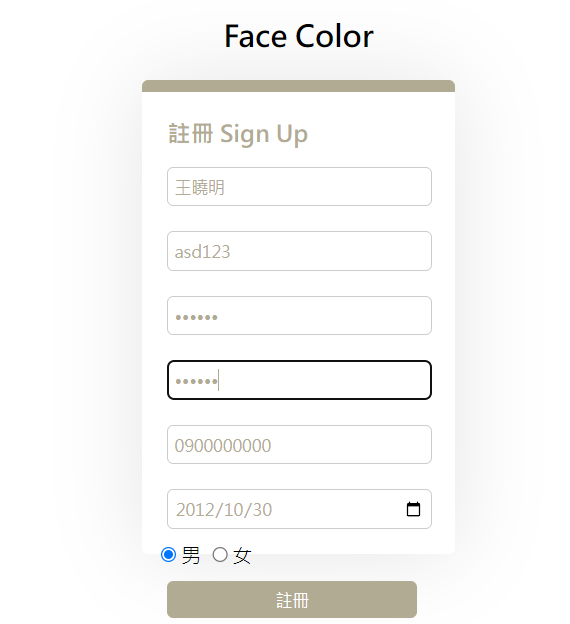 Face Color
註冊 Sign Up
王曉明
asd123
••••••
••••••
0900000000
2012/10/30
男 女
註冊